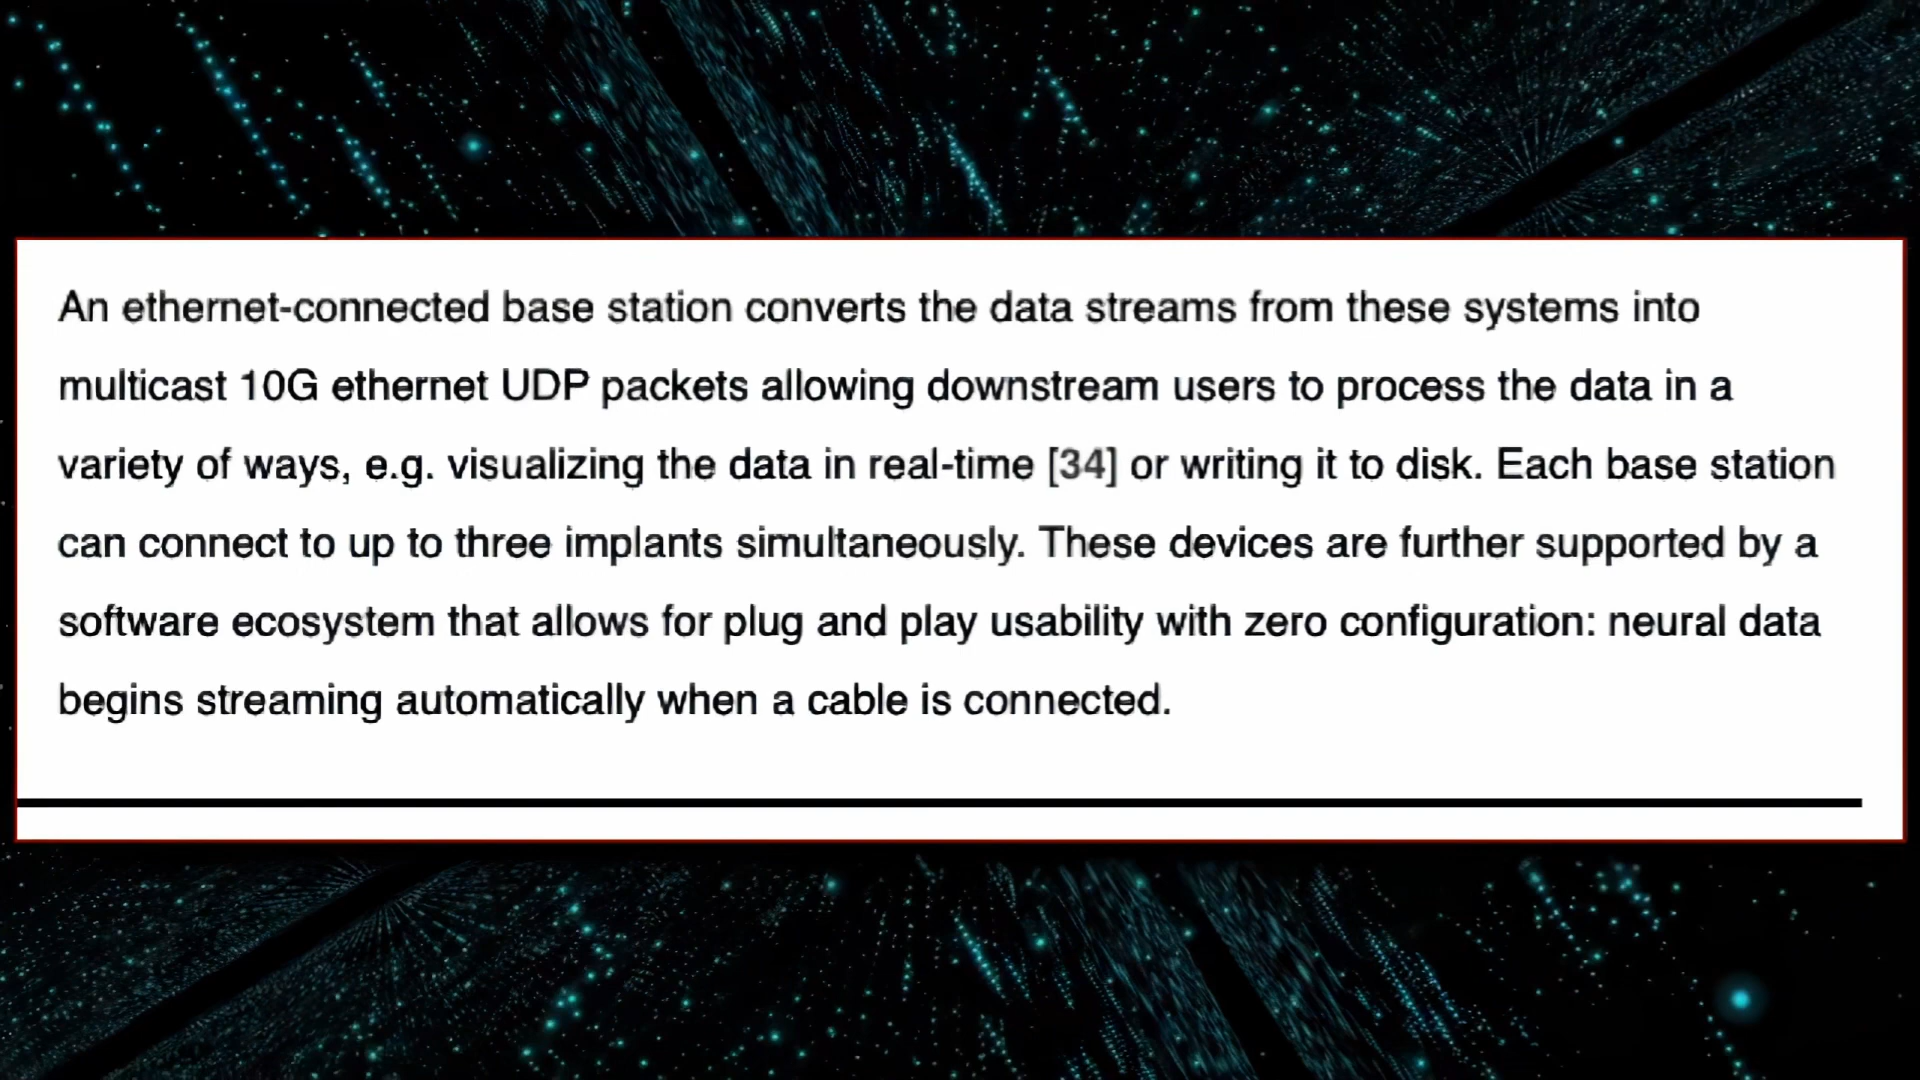 An ethernet-connected base station converts the data streams from these systems into
multicast 10G ethernet UDP packets allowing downstream users to process the data in a
variety of ways, e.g. visualizing the data in real-time [34] or writing it to disk. Each base station
can connect to up to three implants simultaneously. These devices are further supported by a
software ecosystem that allows for plug and play usability with zero configuration: neural data
begins streaming automatically when a cable is connected.